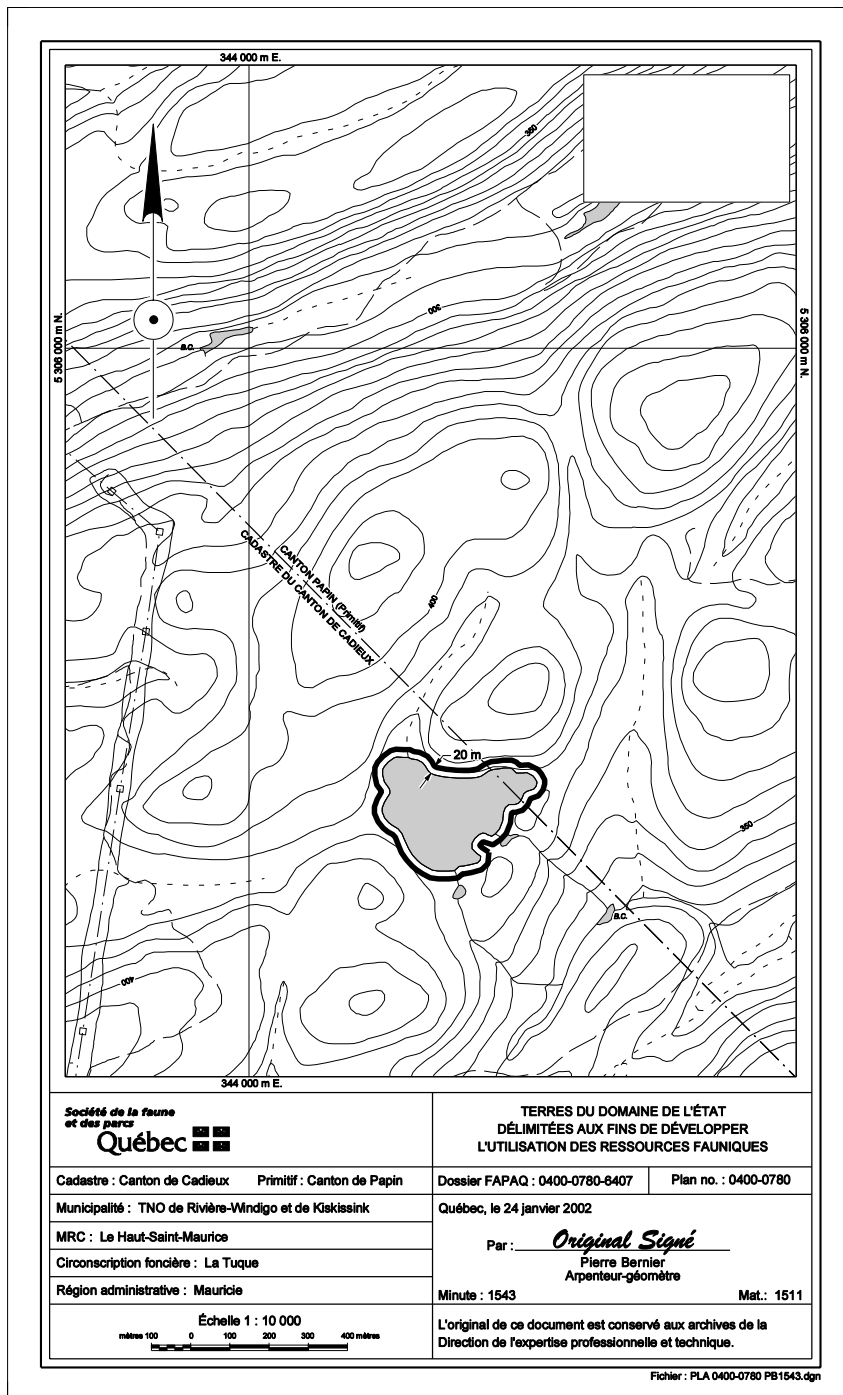 344 000 m E.
350
5 306 000 m N.
5 306 000 m N.
300
a.c.
CANTON PAPIN (Primitif)
CADASTRE DU CANTON DE CADIEUX
400
20 m
350
a.c.
400
344 000 m E.
Société de la faune
et des parcs
Québec
TERRES DU DOMAINE DE L'ÉTAT
DÉLIMITÉES AUX FINS DE DÉVELOPPER
L'UTILISATION DES RESSOURCES FAUNIQUES
Cadastre : Canton de Cadieux Primitif : Canton de Papin
Dossier FAPAQ : 0400-0780-6407 Plan no. : 0400-0780
Municipalité : TNO de Rivière-Windigo et de Kiskissink
MRC : Le Haut-Saint-Maurice
Circonscription foncière : La Tuque
Région administrative : Mauricie
Québec, le 24 janvier 2002
Par : Original Signé
Pierre Bernier
Arpenteur-géomètre
Minute : 1543 Mat.: 1511
Échelle 1 : 10 000
mètres 100 0 100 200 300 400 mètres
L'original de ce document est conservé aux archives de la
Direction de l'expertise professionnelle et technique.
Fichier : PLA 0400-0780 PB1543.dgn